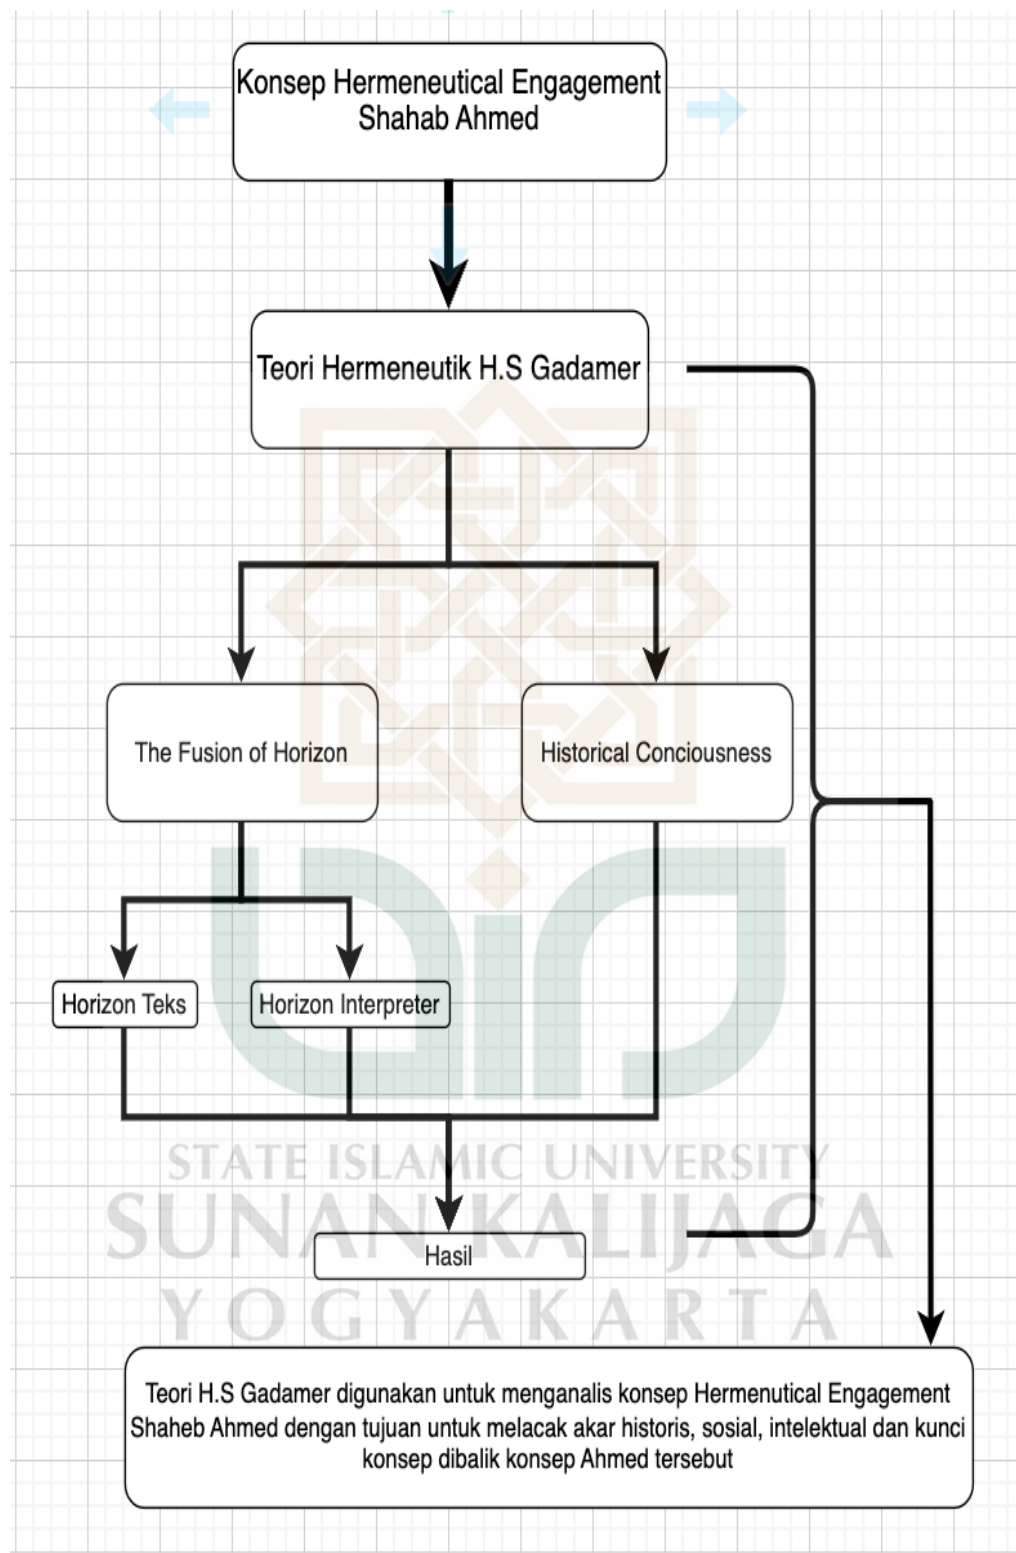 Konsep Hermeneutical Engagement
Shahab Ahmed
Teori Hermeneutik H.S Gadamer
The Fusion of Horizon
Historical Conciousness
Horizon Teks
Horizon Interpreter
STATE ISLAMIC UNIVERSITY
SUNAN KALIJAGA
Hasil
YOGYAKARTA
Teori H.S Gadamer digunakan untuk menganalis konsep Hermenutical Engagement
Shaheb Ahmed dengan tujuan untuk melacak akar historis, sosial, intelektual dan kunci
konsep dibalik konsep Ahmed tersebut